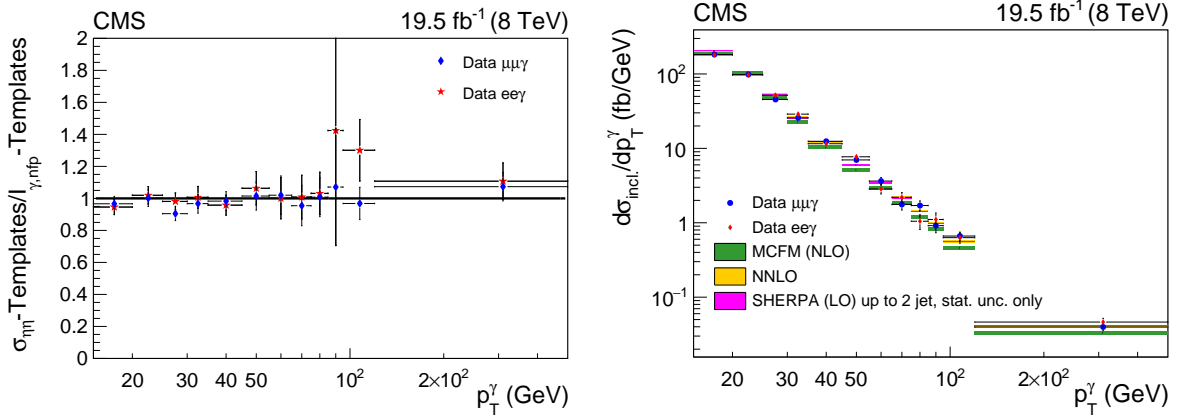 CMS
19.5 fb⁻¹ (8 TeV)
σηη-Templates/Iγ,nfp-Templates
2
1.8
1.6
1.4
1.2
1
0.8
0.6
0.4
0.2
0
Data μμγ
Data eeγ
20
30
40
50
10²
2×10²
pTγ (GeV)
CMS
19.5 fb⁻¹ (8 TeV)
dσincl./dpTγ (fb/GeV)
10²
10
1
10⁻¹
Data μμγ
Data eeγ
MCFM (NLO)
NNLO
SHERPA (LO) up to 2 jet, stat. unc. only
20
30
40
50
10²
2×10²
pTγ (GeV)